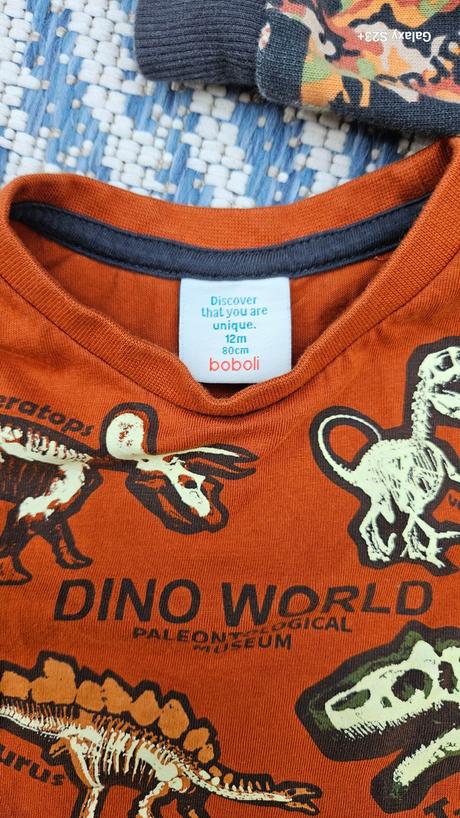 Galaxy S23+
Discover
that you are
unique.
12m
80cm
boboli
eratops
DINO WORLD
PALEONTOLOGICAL
MUSEUM
urus